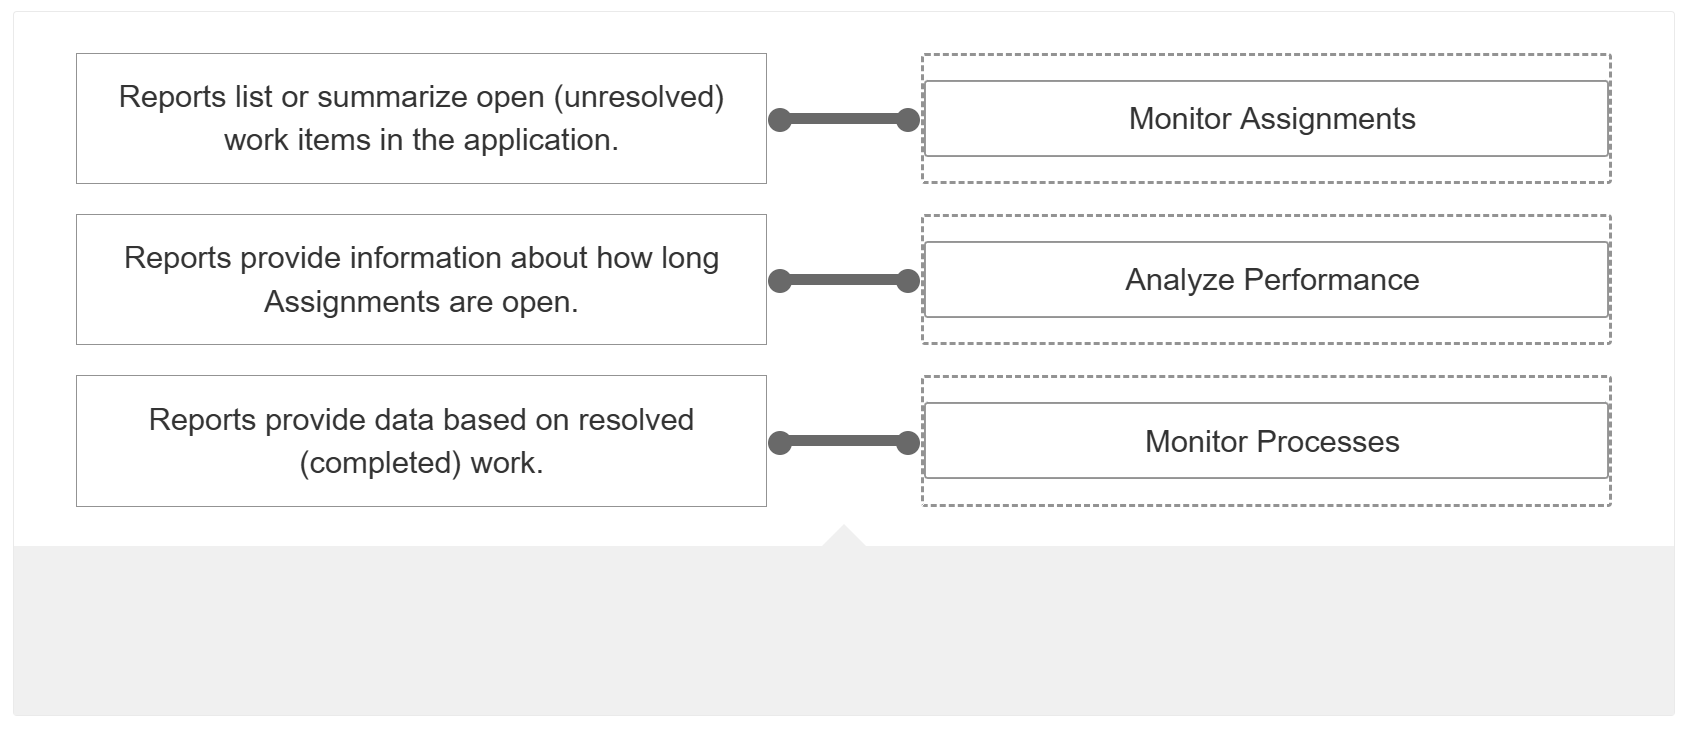 Reports list or summarize open (unresolved)
work items in the application.
Monitor Assignments
Reports provide information about how long
Assignments are open.
Analyze Performance
Reports provide data based on resolved
(completed) work.
Monitor Processes